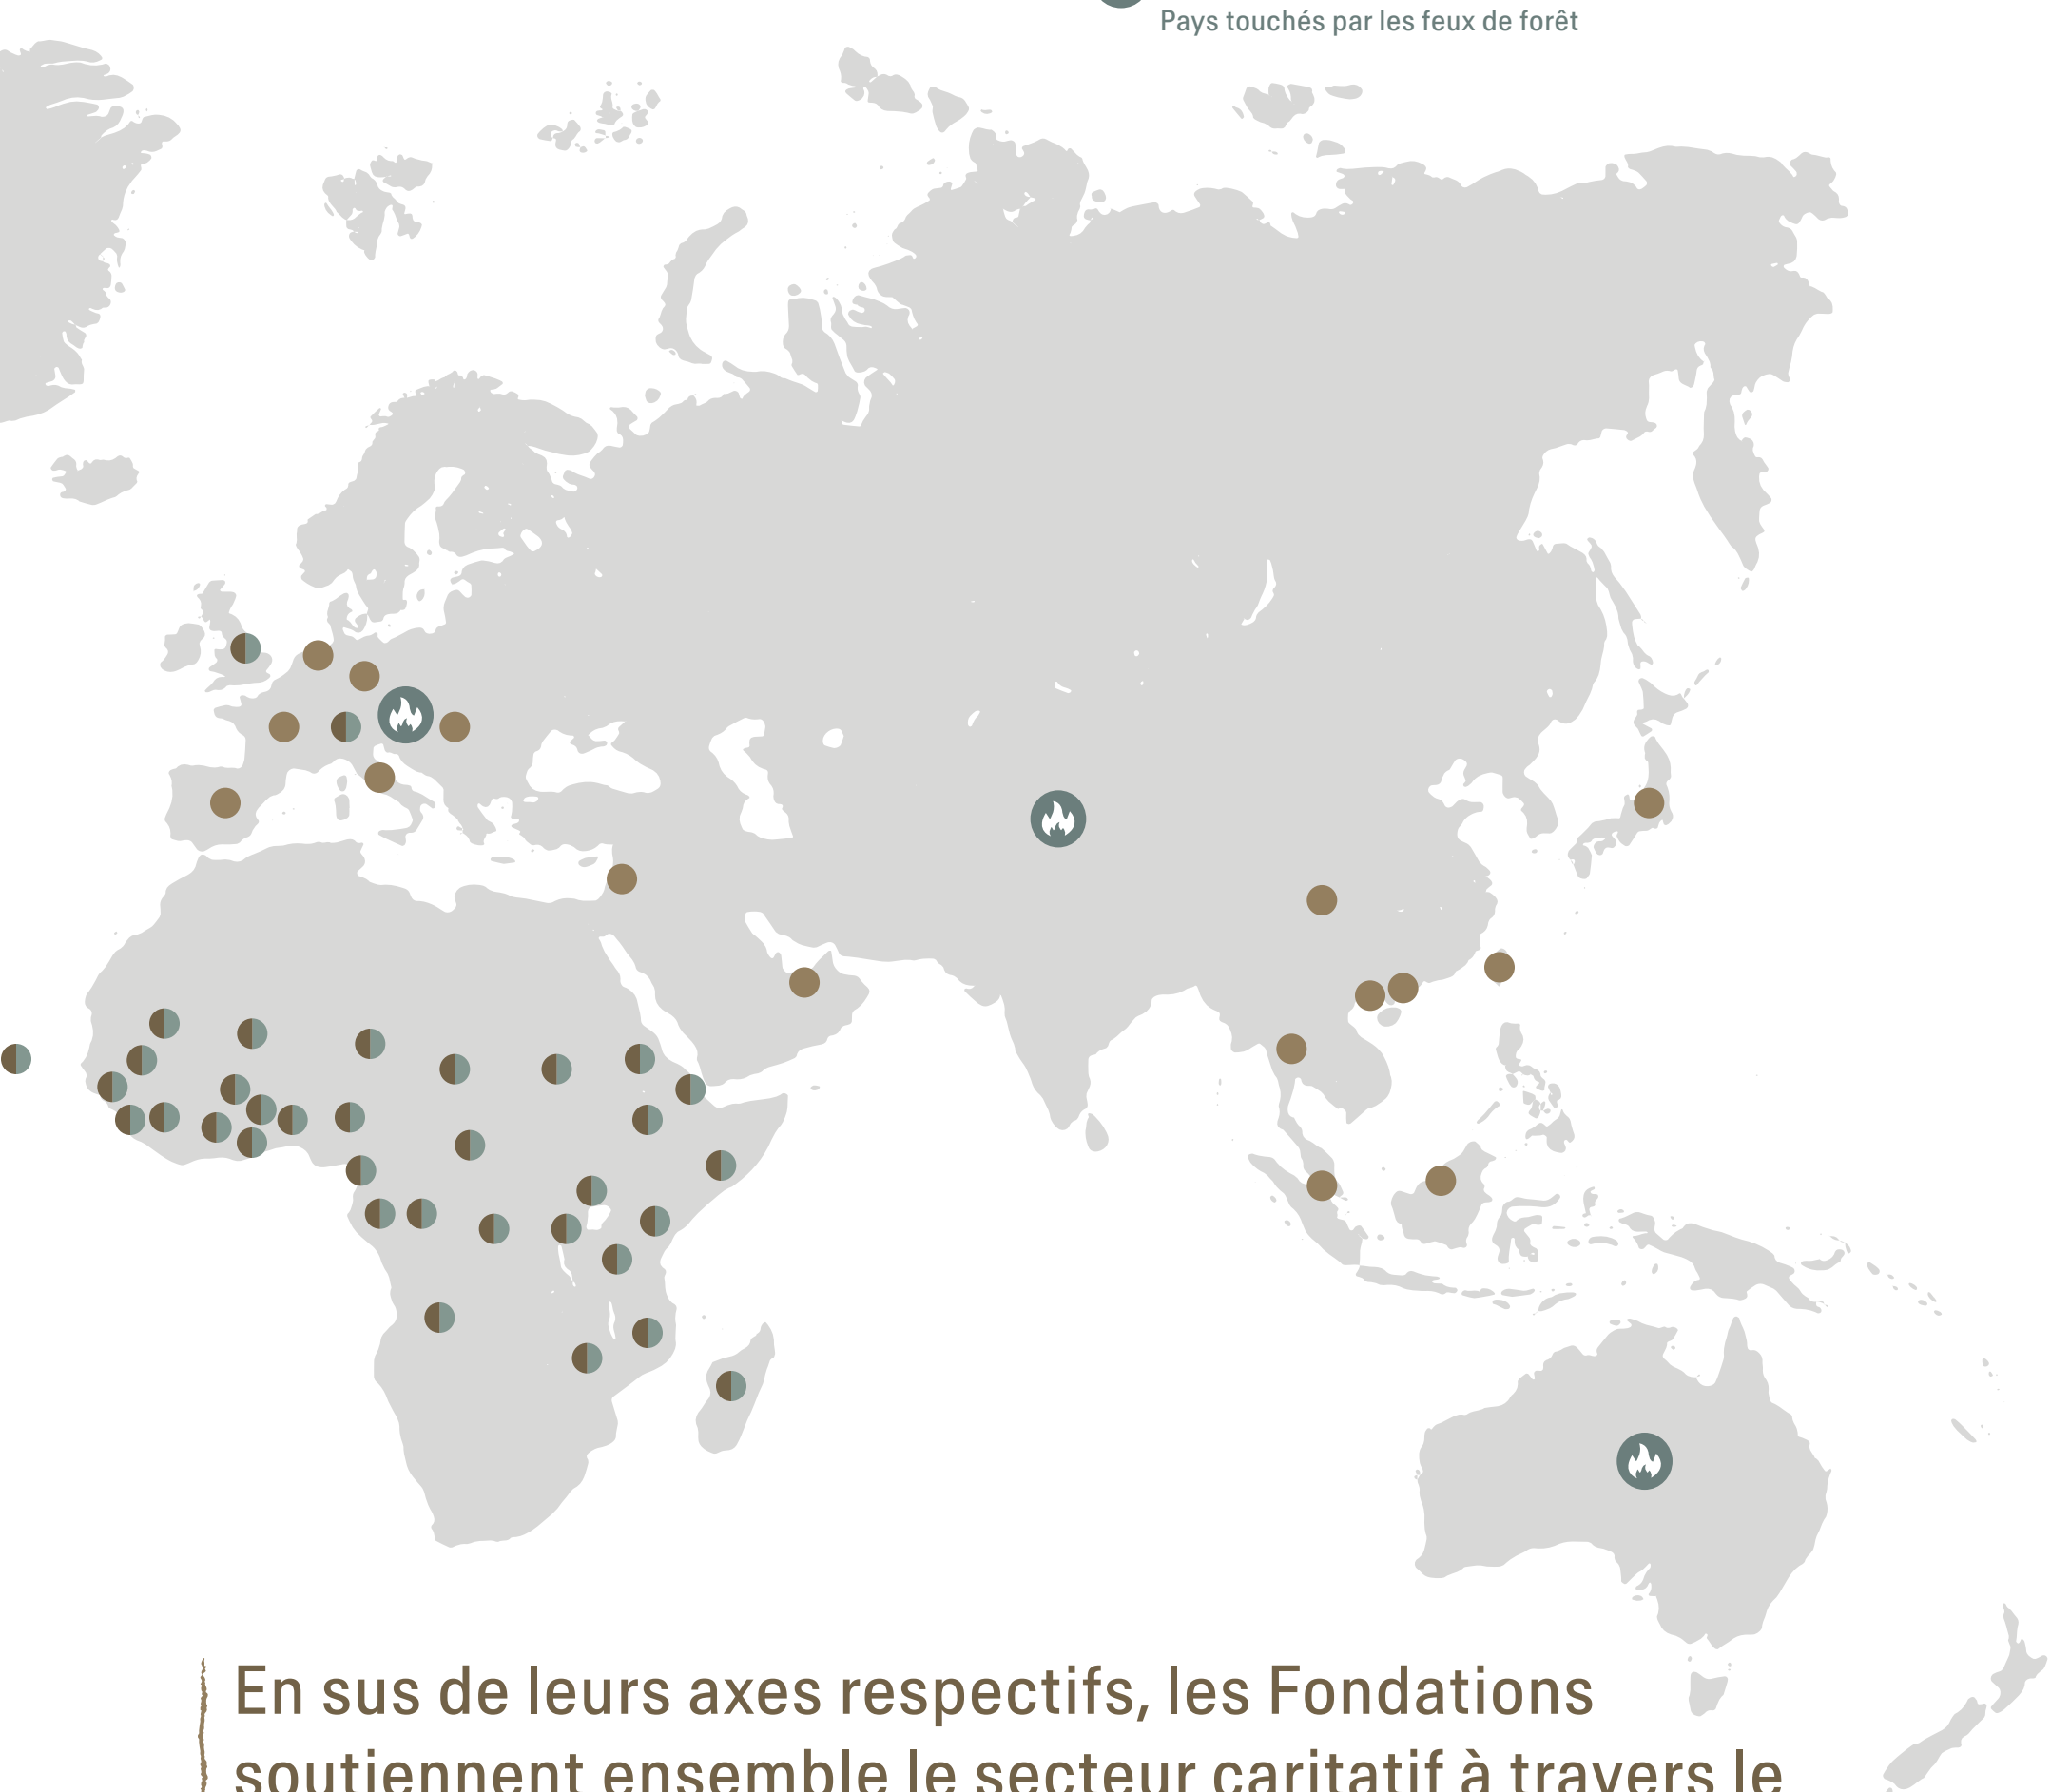 Pays touchés par les feux de forêt
En sus de leurs axes respectifs, les Fondations
soutiennent ensemble le secteur caritatif à travers le